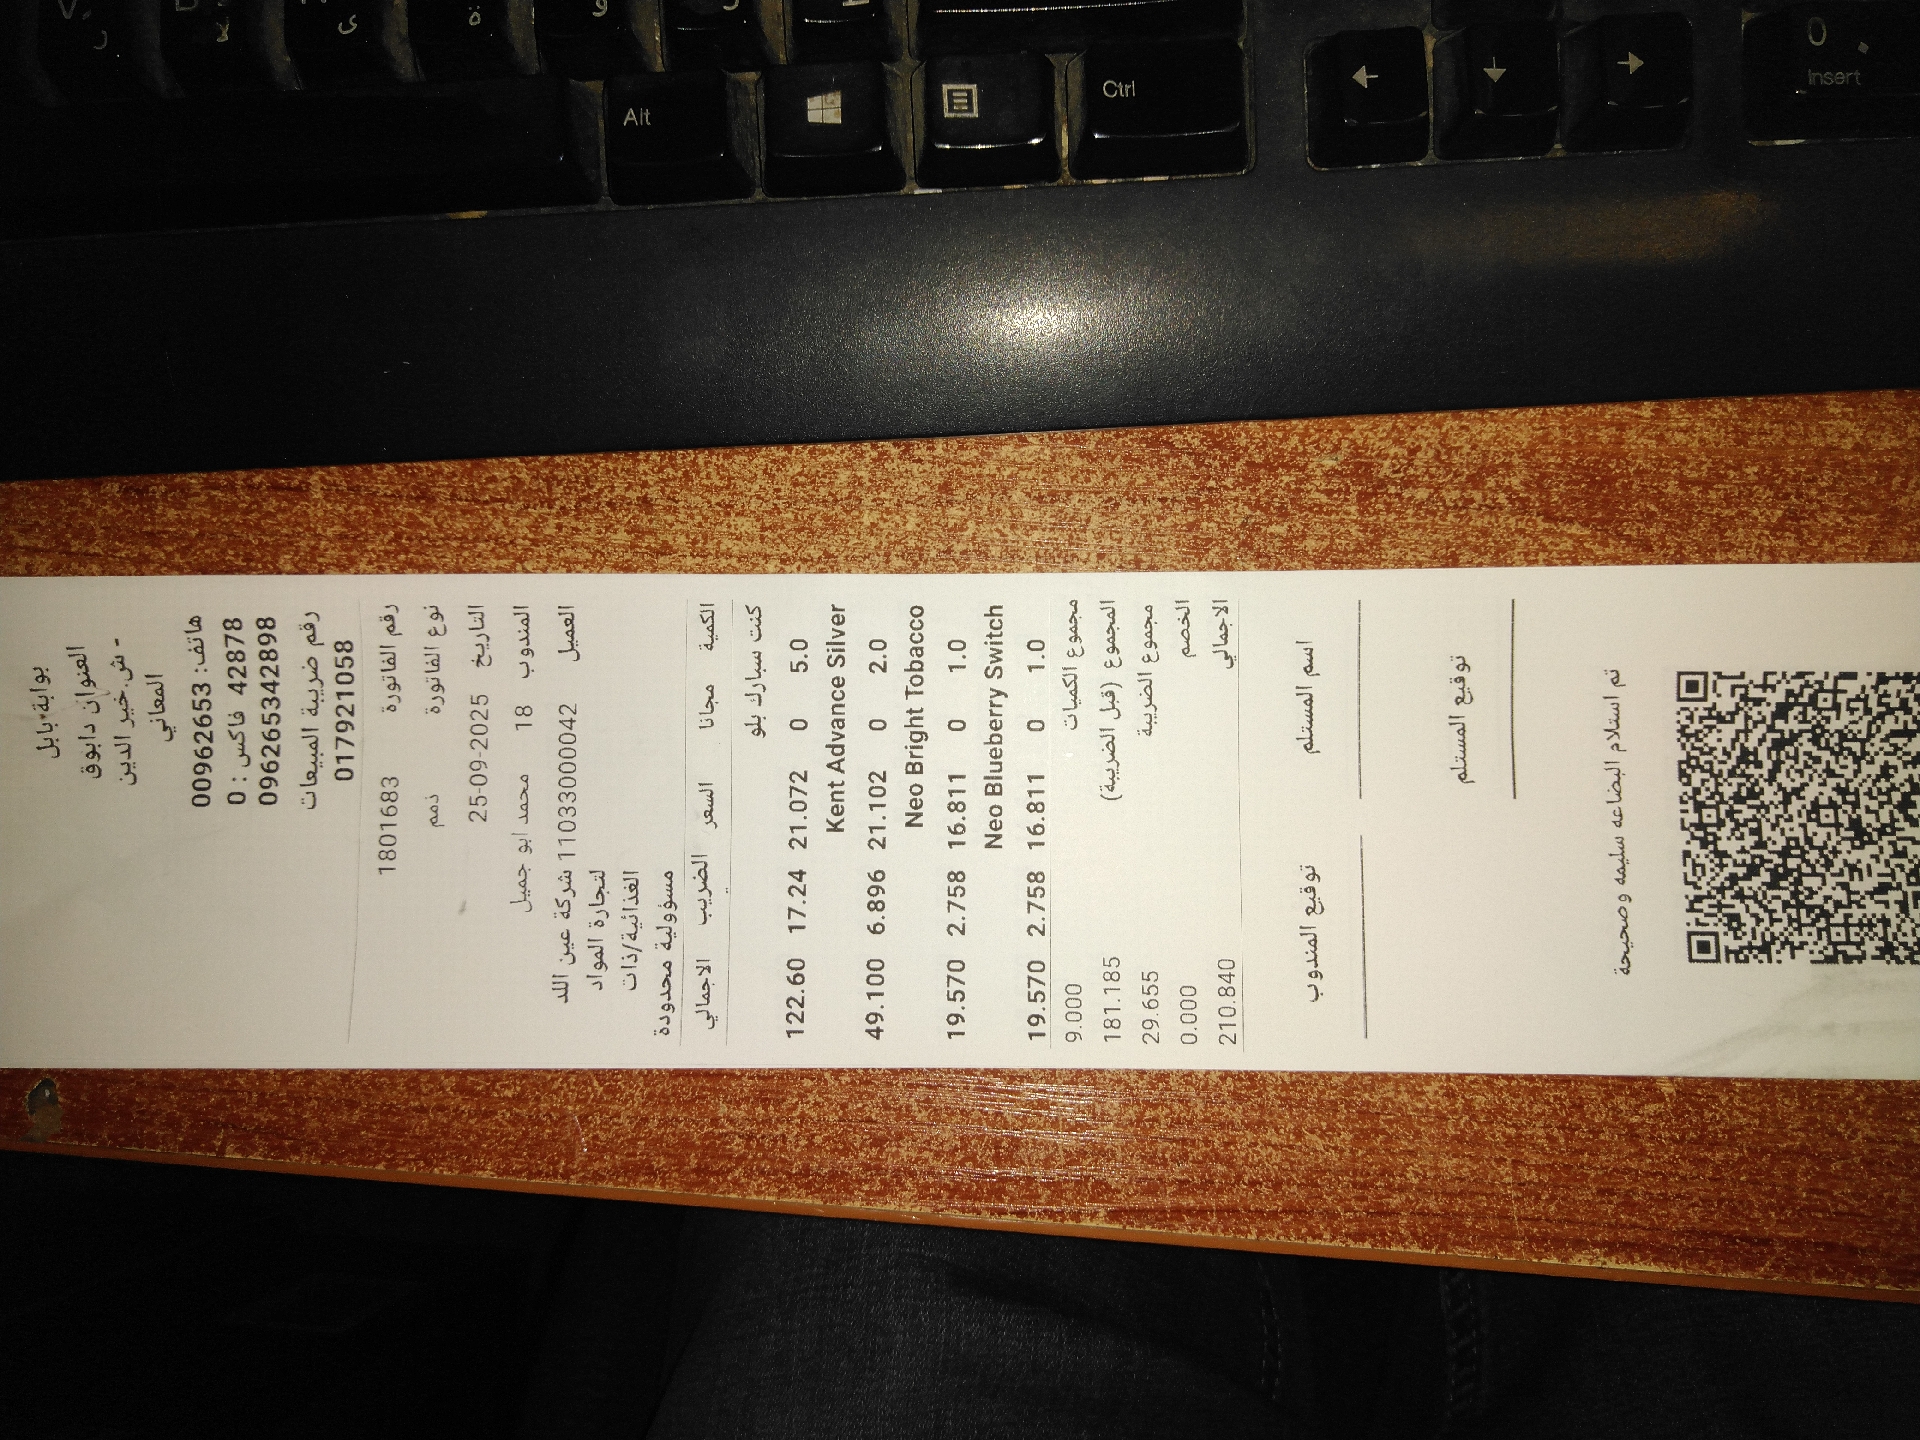 بوابة بابل
العنوان دابوق
- ش.خير الدين
المعاني
هاتف: 00962653
42878 فاكس : 0
096265342898
رقم ضريبة المبيعات
017921058
رقم الفاتورة 1801683
نوع الفاتورة ذمم
التاريخ 25-09-2025
المندوب 18 محمد ابو جميل
العميل 1103300042 شركة عين اللد
لتجارة المواد
الغذائية/ذات
مسؤولية محدودة
الكمية مجانا السعر الضريب الاجمالي
كنت سبارك بلو
5.0 0 21.072 17.24 122.60
Kent Advance Silver
2.0 0 21.102 6.896 49.100
Neo Bright Tobacco
1.0 0 16.811 2.758 19.570
Neo Blueberry Switch
1.0 0 16.811 2.758 19.570
مجموع الكميات 9.000
المجموع (قبل الضريبة) 181.185
مجموع الضريبة 29.655
الخصم 0.000
الاجمالي 210.840
اسم المستلم توقيع المندوب
توقيع المستلم
تم استلام البضاعه سليمه وصحيحة
Alt
Ctrl
0 .
Insert